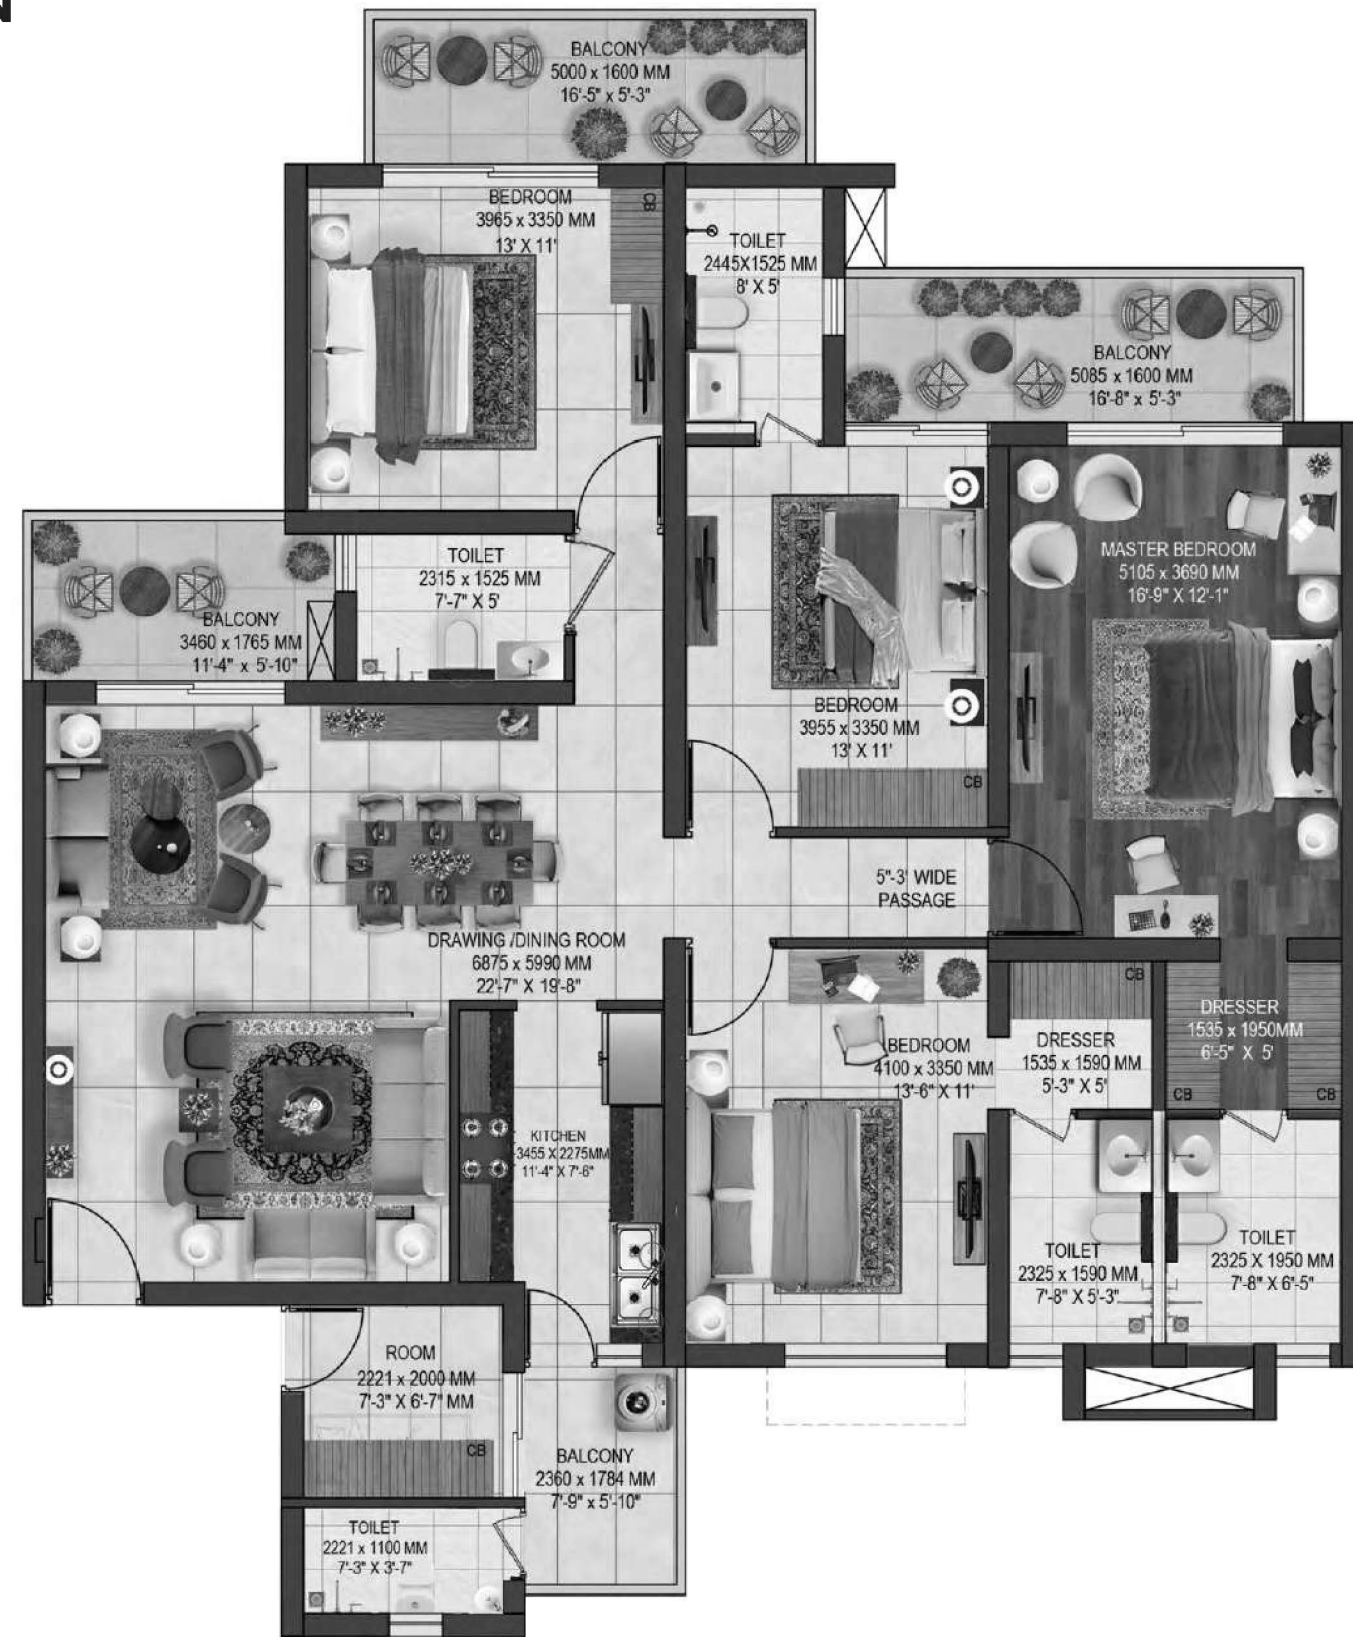 N
BALCONY
5000 x 1600 MM
16'-5" x 5'-3"
BEDROOM
3965 x 3350 MM
13' X 11'
CB
TOILET
2445X1525 MM
8' X 5'
BALCONY
5085 x 1600 MM
16'-8" x 5'-3"
TOILET
2315 x 1525 MM
7'-7" X 5'
BALCONY
3460 x 1765 MM
11'-4" x 5'-10"
MASTER BEDROOM
5105 x 3690 MM
16'-9" X 12'-1"
BEDROOM
3955 x 3350 MM
13' X 11'
CB
5"-3' WIDE
PASSAGE
DRAWING /DINING ROOM
6875 x 5990 MM
22'-7" X 19'-8"
BEDROOM
4100 x 3350 MM
13'-6" X 11'
CB
DRESSER
1535 x 1590 MM
5'-3" X 5'
DRESSER
1535 x 1950MM
6'-5" X 5'
CB
CB
KITCHEN
3455 X 2275MM
11'-4" X 7'-6"
TOILET
2325 x 1590 MM
7'-8" X 5'-3"
TOILET
2325 X 1950 MM
7'-8" X 6'-5"
ROOM
2221 x 2000 MM
7'-3" X 6'-7" MM
CB
BALCONY
2360 x 1784 MM
7'-9" x 5'-10"
TOILET
2221 x 1100 MM
7'-3" X 3'-7"